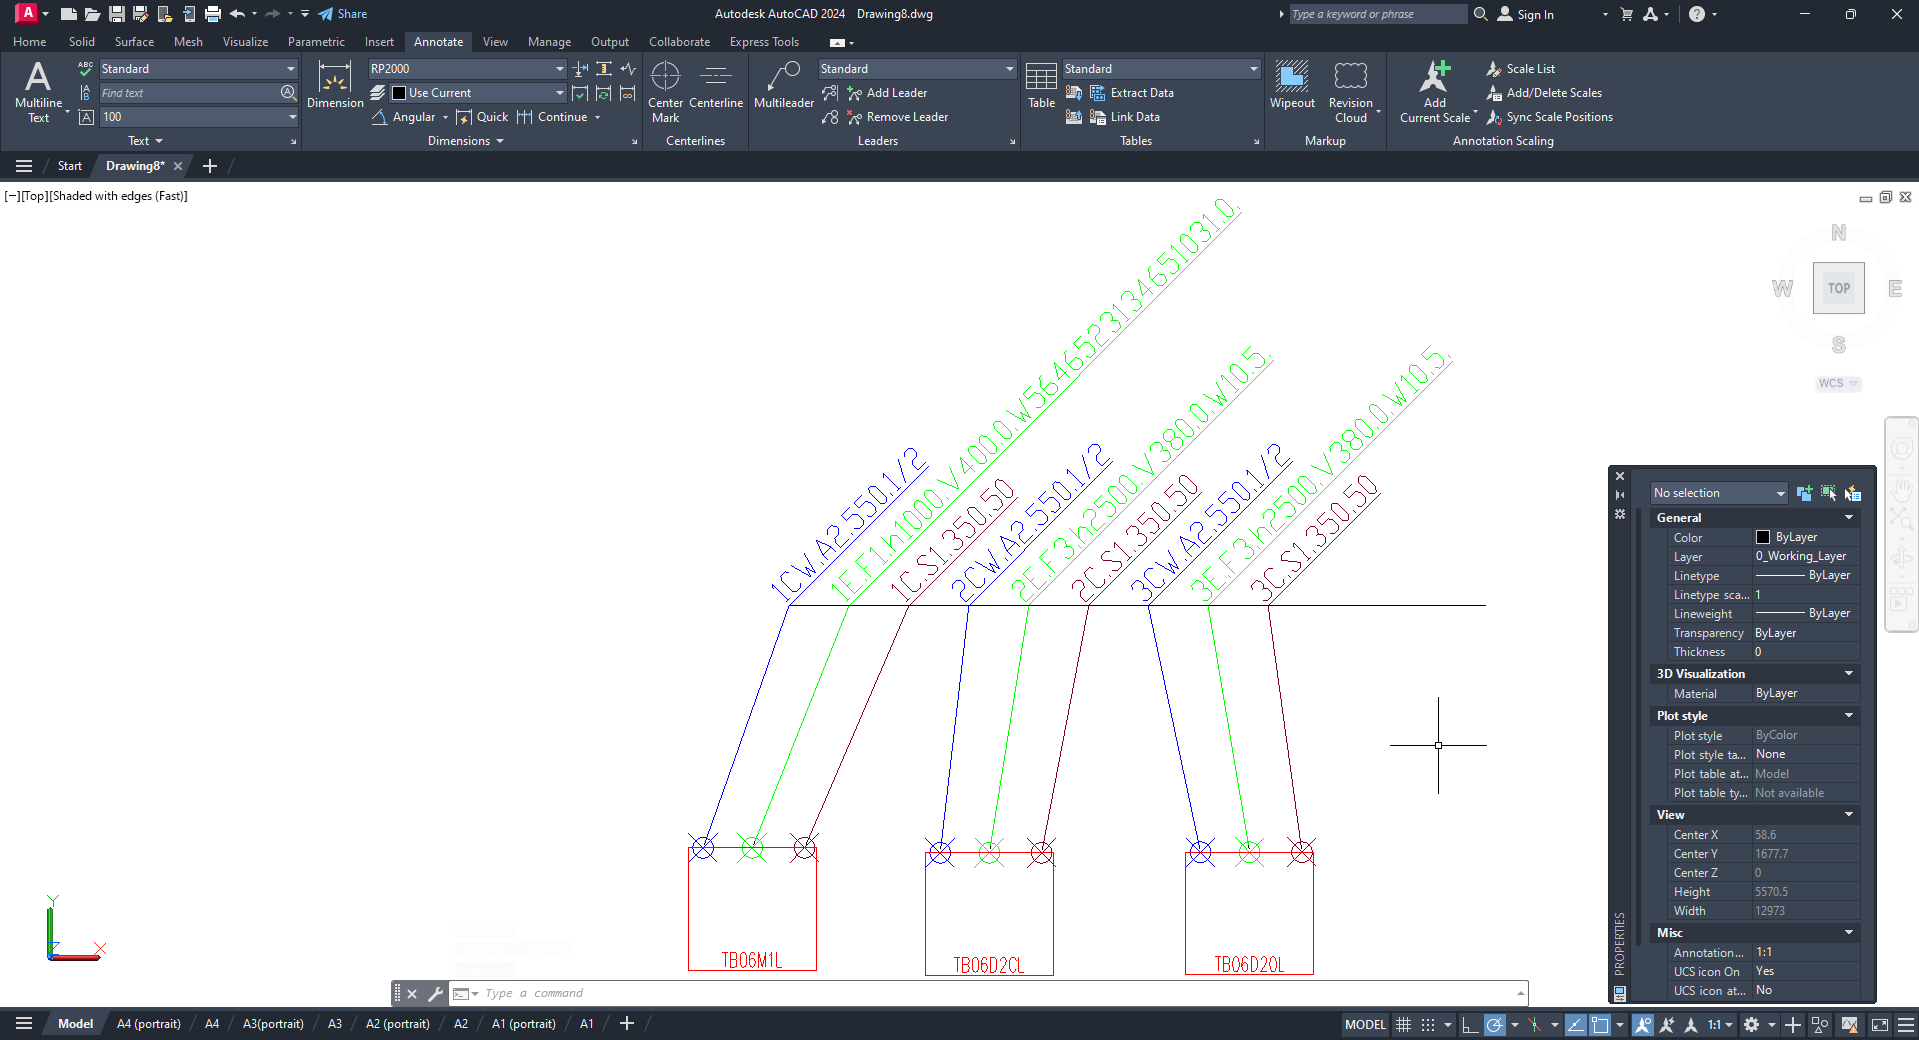 Share
Autodesk AutoCAD 2024 Drawing8.dwg
Type a keyword or phrase
Sign In
Home Solid Surface Mesh Visualize Parametric Insert Annotate View Manage Output Collaborate Express Tools
Multiline Text
ABC Standard
Find text
100
Text
Dimension
RP2000
Use Current
Angular Quick Continue
Dimensions
Center Mark
Centerline
Centerlines
Multileader
Standard
Add Leader
Remove Leader
Leaders
Table
Standard
Extract Data
Link Data
Tables
Wipeout
Revision Cloud
Markup
Add Current Scale
Scale List
Add/Delete Scales
Sync Scale Positions
Annotation Scaling
Start Drawing8*
[−][Top][Shaded with edges (Fast)]
N
W TOP E
S
WCS
1CW.A2.550.1/2
1E.F1.h1000.V400.0.W56465231346510​31.0.
1C.S1.350.50
2CW.A2.550.1/2
2E.F3.h2500.V380.0.W10.5.
2C.S1.350.50
3CW.A2.550.1/2
3E.F3.h2500.V380.0.W10.5.
3C.S1.350.50
TB06M1L
TB06D2CL
TB06D20L
Y
X
Z
PROPERTIES
No selection
General
Color ByLayer
Layer 0_Working_Layer
Linetype ByLayer
Linetype sca... 1
Lineweight ByLayer
Transparency ByLayer
Thickness 0
3D Visualization
Material ByLayer
Plot style
Plot style ByColor
Plot style ta... None
Plot table at... Model
Plot table ty... Not available
View
Center X 58.6
Center Y 1677.7
Center Z 0
Height 5570.5
Width 12973
Misc
Annotation... 1:1
UCS icon On Yes
UCS icon at... No
Type a command
Model A4 (portrait) A4 A3(portrait) A3 A2 (portrait) A2 A1 (portrait) A1
MODEL 1:1